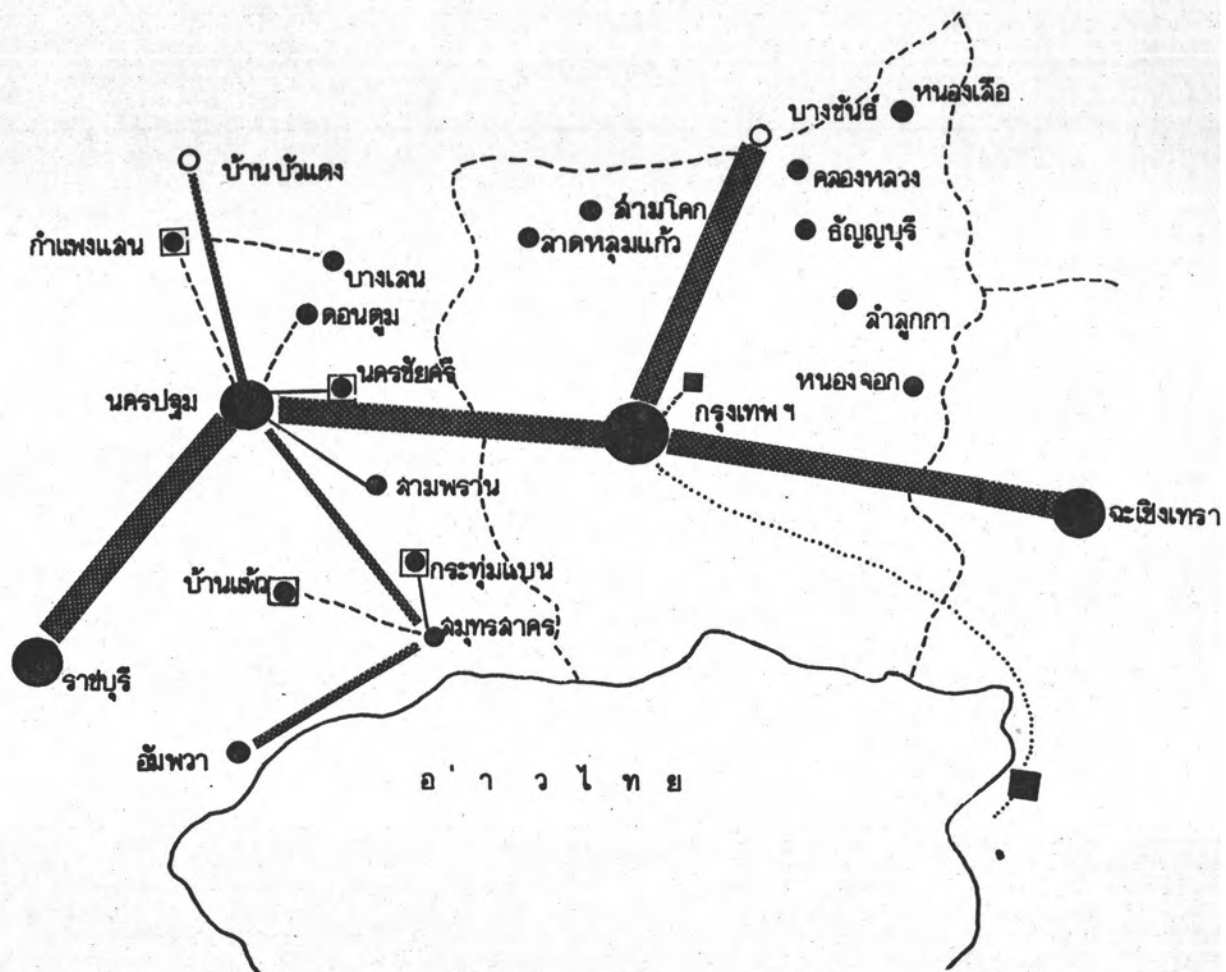 หนองเสือ
บางขันธ์
บ้านบัวแดง
คลองหลวง
สามโคก
ธัญญบุรี
กำแพงแสน
ลาดหลุมแก้ว
บางเลน
ดอนตูม
ลำลูกกา
นครชัยศรี
หนองจอก
นครปฐม
กรุงเทพ ฯ
สามพราน
ฉะเชิงเทรา
กระทุ่มแบน
บ้านแพ้ว
สมุทรสาคร
ราชบุรี
อัมพวา
อ่าวไทย